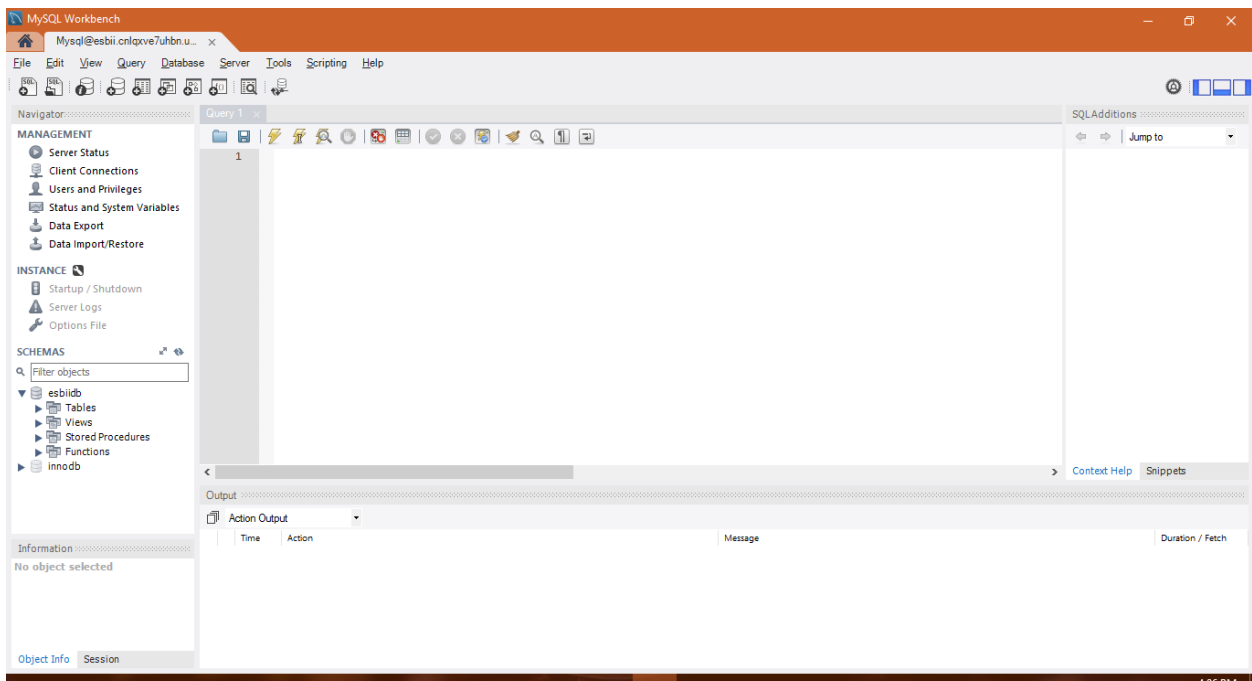 MySQL Workbench
Mysql@esbii.cnlqxve7uhbn.u...
File Edit View Query Database Server Tools Scripting Help
Navigator
MANAGEMENT
Server Status
Client Connections
Users and Privileges
Status and System Variables
Data Export
Data Import/Restore
INSTANCE
Startup / Shutdown
Server Logs
Options File
SCHEMAS
Filter objects
esbiidb
Tables
Views
Stored Procedures
Functions
innodb
Information
No object selected
Object Info Session
Query 1
1
SQLAdditions
Jump to
Context Help Snippets
Output
Action Output
Time Action Message Duration / Fetch